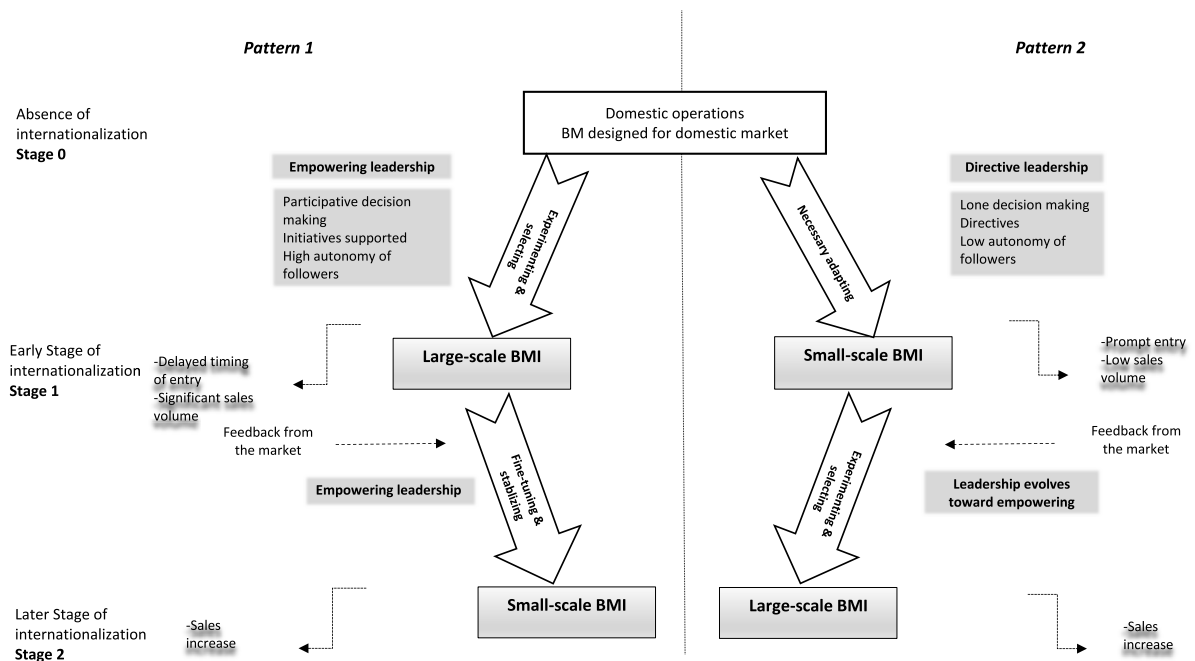 Pattern 1
Pattern 2
Absence of
internationalization
Stage 0
Domestic operations
BM designed for domestic market
Empowering leadership
Participative decision
making
Initiatives supported
High autonomy of
followers
Experimenting &
selecting
Necessary adapting
Directive leadership
Lone decision making
Directives
Low autonomy of
followers
Early Stage of
internationalization
Stage 1
-Delayed timing
of entry
-Significant sales
volume
Large-scale BMI
Small-scale BMI
-Prompt entry
-Low sales
volume
Feedback from
the market
Empowering leadership
Fine-tuning &
stablizing
Experimenting &
selecting
Feedback from
the market
Leadership evolves
toward empowering
Later Stage of
internationalization
Stage 2
-Sales
increase
Small-scale BMI
Large-scale BMI
-Sales
increase